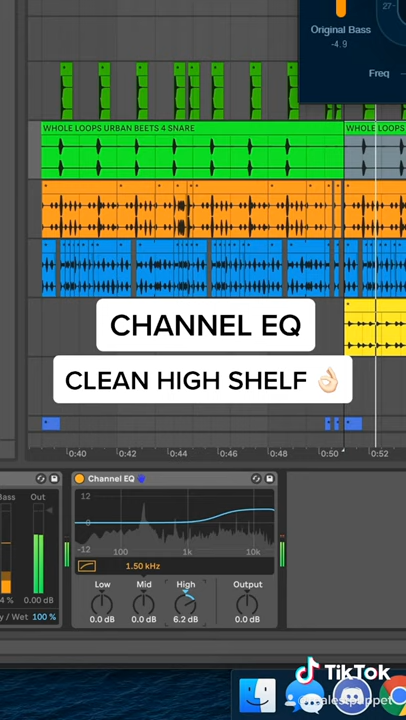 Original Bass
-4.9
27-
Freq
WHOLE LOOPS URBAN BEETS 4 SNARE
WHOLE LOOPS
CHANNEL EQ
CLEAN HIGH SHELF 👌🏻
0:40 0:42 0:44 0:46 0:48 0:50 0:52
Bass Out
Channel EQ
12
0
-12
100 1k 10k
1.50 kHz
Low Mid High Output
0.0 dB 0.0 dB 6.2 dB 0.0 dB
4 % 0.00 dB
y / Wet 100 %
TikTok